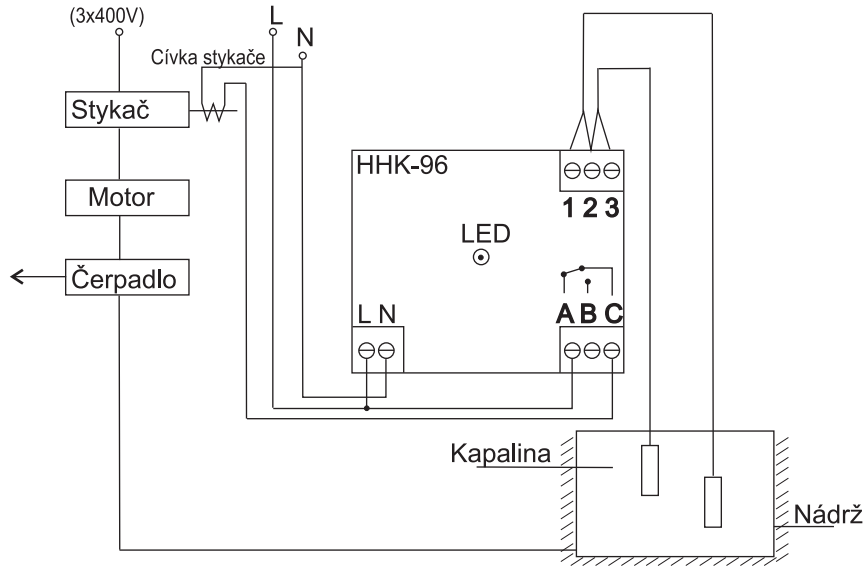 (3x400V)
L
N
Cívka stykače
Stykač
HHK-96
1 2 3
Motor
LED
Čerpadlo
A B C
L N
Kapalina
Nádrž